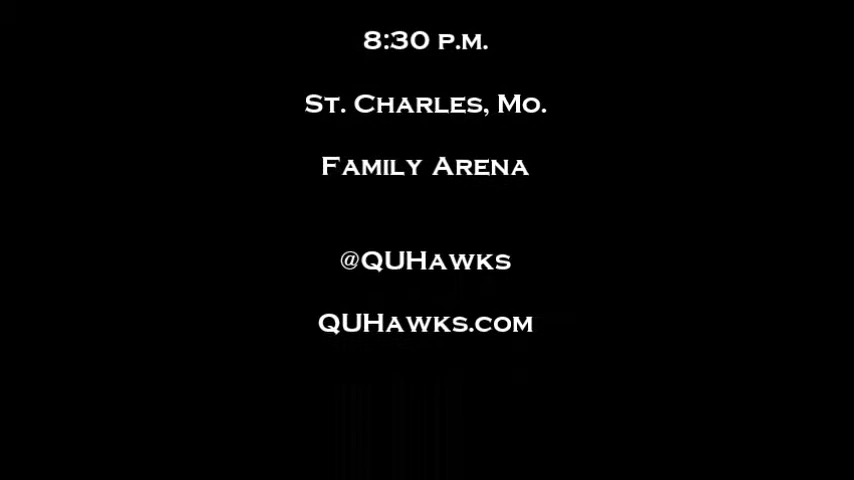 8:30 p.m.
St. Charles, Mo.
Family Arena
@QUHawks
QUHawks.com